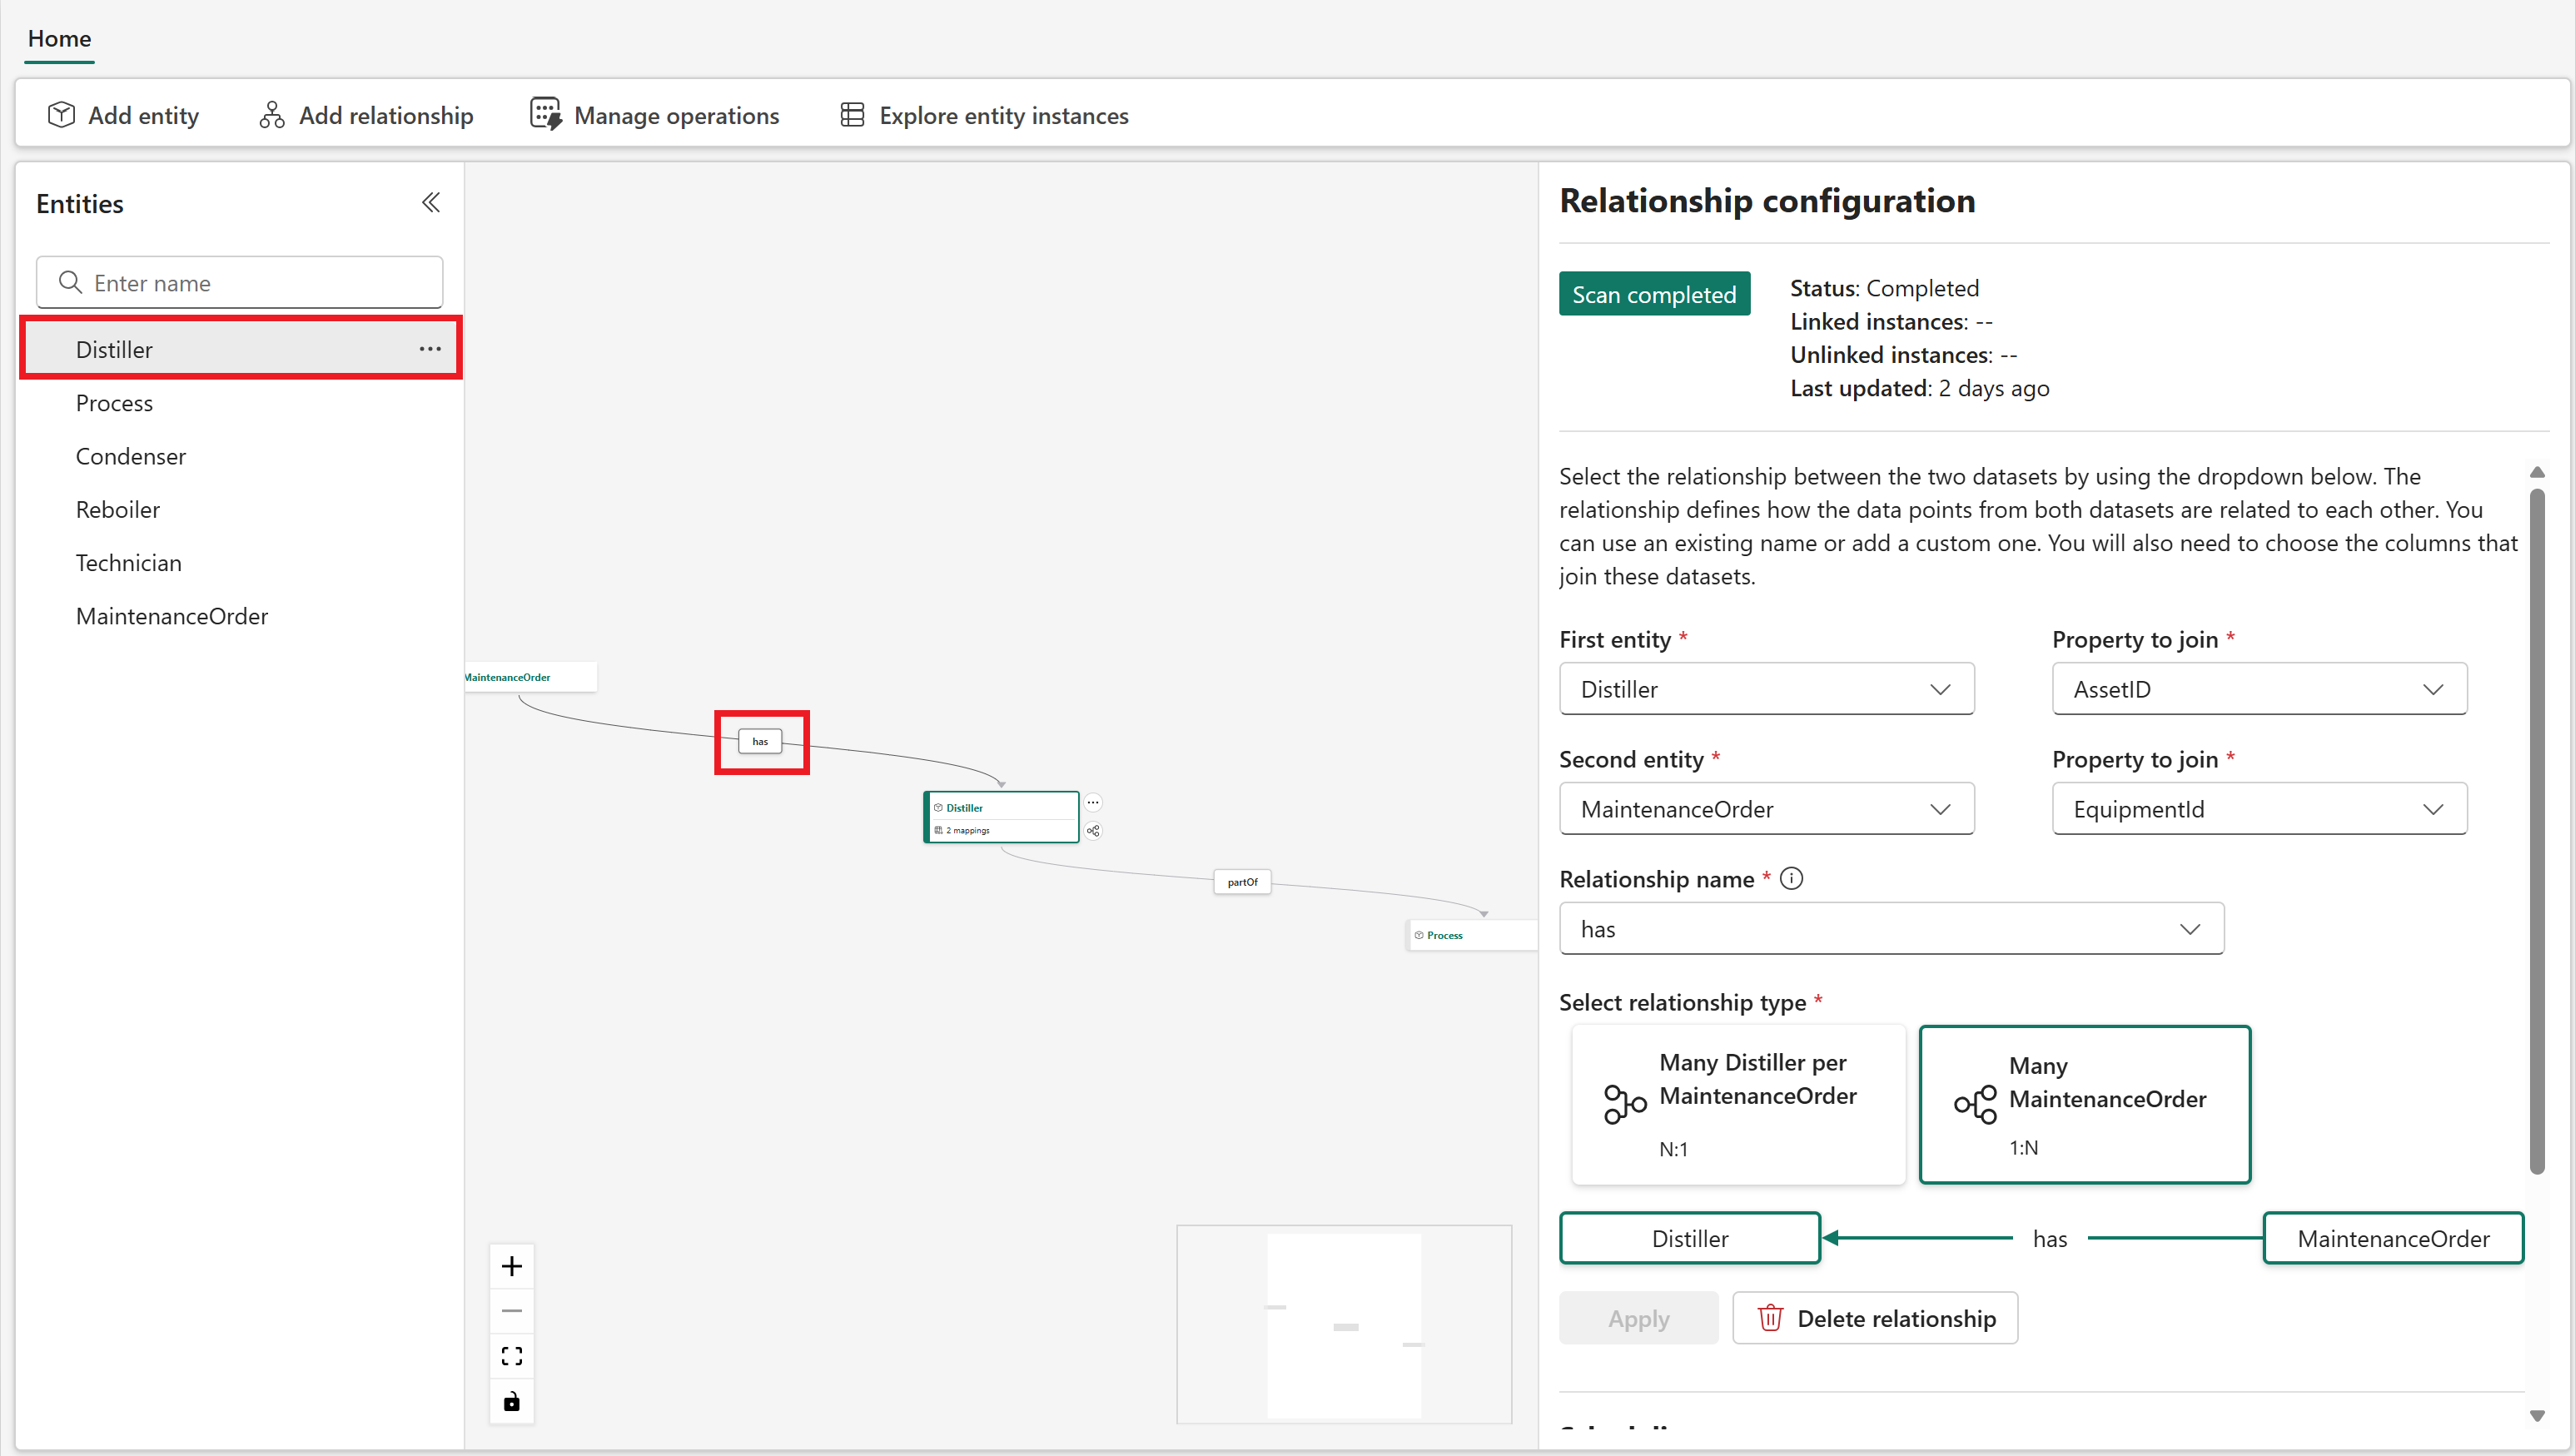 Home
Add entity
Add relationship
Manage operations
Explore entity instances
Entities
Enter name
Distiller
Process
Condenser
Reboiler
Technician
MaintenanceOrder
MaintenanceOrder
has
Distiller
2 mappings
partOf
Process
Relationship configuration
Scan completed
Status: Completed
Linked instances: --
Unlinked instances: --
Last updated: 2 days ago
Select the relationship between the two datasets by using the dropdown below. The
relationship defines how the data points from both datasets are related to each other. You
can use an existing name or add a custom one. You will also need to choose the columns that
join these datasets.
First entity *
Property to join *
Distiller
AssetID
Second entity *
Property to join *
MaintenanceOrder
EquipmentId
Relationship name *
has
Select relationship type *
Many Distiller per
MaintenanceOrder
N:1
Many
MaintenanceOrder
1:N
Distiller
has
MaintenanceOrder
Apply
Delete relationship